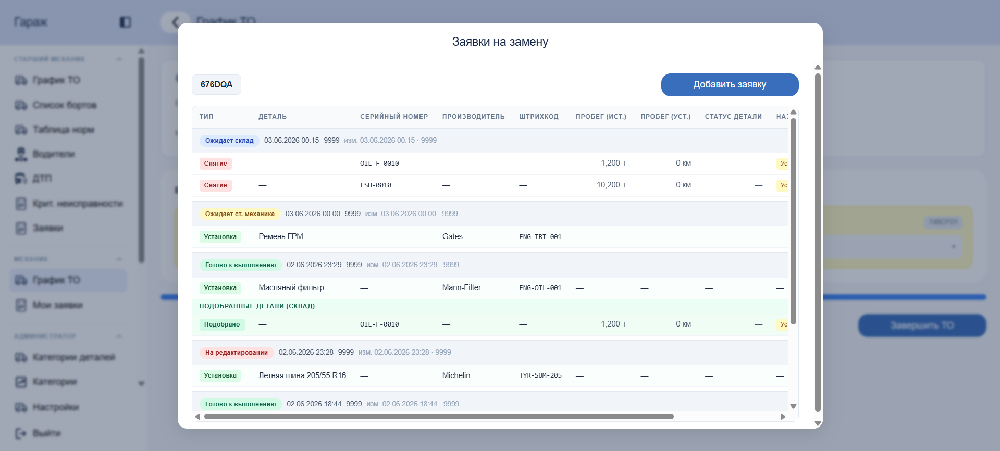 Гараж
График ТО
Заявки на замену
СТАРШИЙ МЕХАНИК
График ТО
Список бортов
Таблица норм
Водители
ДТП
Крит. неисправности
Заявки
МЕХАНИК
График ТО
Мои заявки
АДМИНИСТРАТОР
Категории деталей
Категории
Настройки
Выйти
676DQA
Добавить заявку
ТИП ДЕТАЛЬ СЕРИЙНЫЙ НОМЕР ПРОИЗВОДИТЕЛЬ ШТРИХКОД ПРОБЕГ (ИСТ.) ПРОБЕГ (УСТ.) СТАТУС ДЕТАЛИ НАЗ
Ожидает склад 03.06.2026 00:15 9999 изм. 03.06.2026 00:15 · 9999
Снятие — OIL-F-0010 — — 1,200 ₸ 0 км — Уст
Снятие — FSH-0010 — — 10,200 ₸ 0 км — Уст
Ожидает ст. механика 03.06.2026 00:00 9999 изм. 03.06.2026 00:00 · 9999
Установка Ремень ГРМ — Gates ENG-TBT-001 — — — —
Готово к выполнению 02.06.2026 23:29 9999 изм. 02.06.2026 23:29 · 9999
Установка Масляный фильтр — Mann-Filter ENG-OIL-001 — — — —
ПОДОБРАННЫЕ ДЕТАЛИ (СКЛАД)
Подобрано — OIL-F-0010 — — 1,200 ₸ 0 км — Уст
На редактировании 02.06.2026 23:28 9999 изм. 02.06.2026 23:28 · 9999
Установка Летняя шина 205/55 R16 — Michelin TYR-SUM-205 — — — —
Готово к выполнению 02.06.2026 18:44 9999 изм. 02.06.2026 18:44 · 9999
Завершить ТО